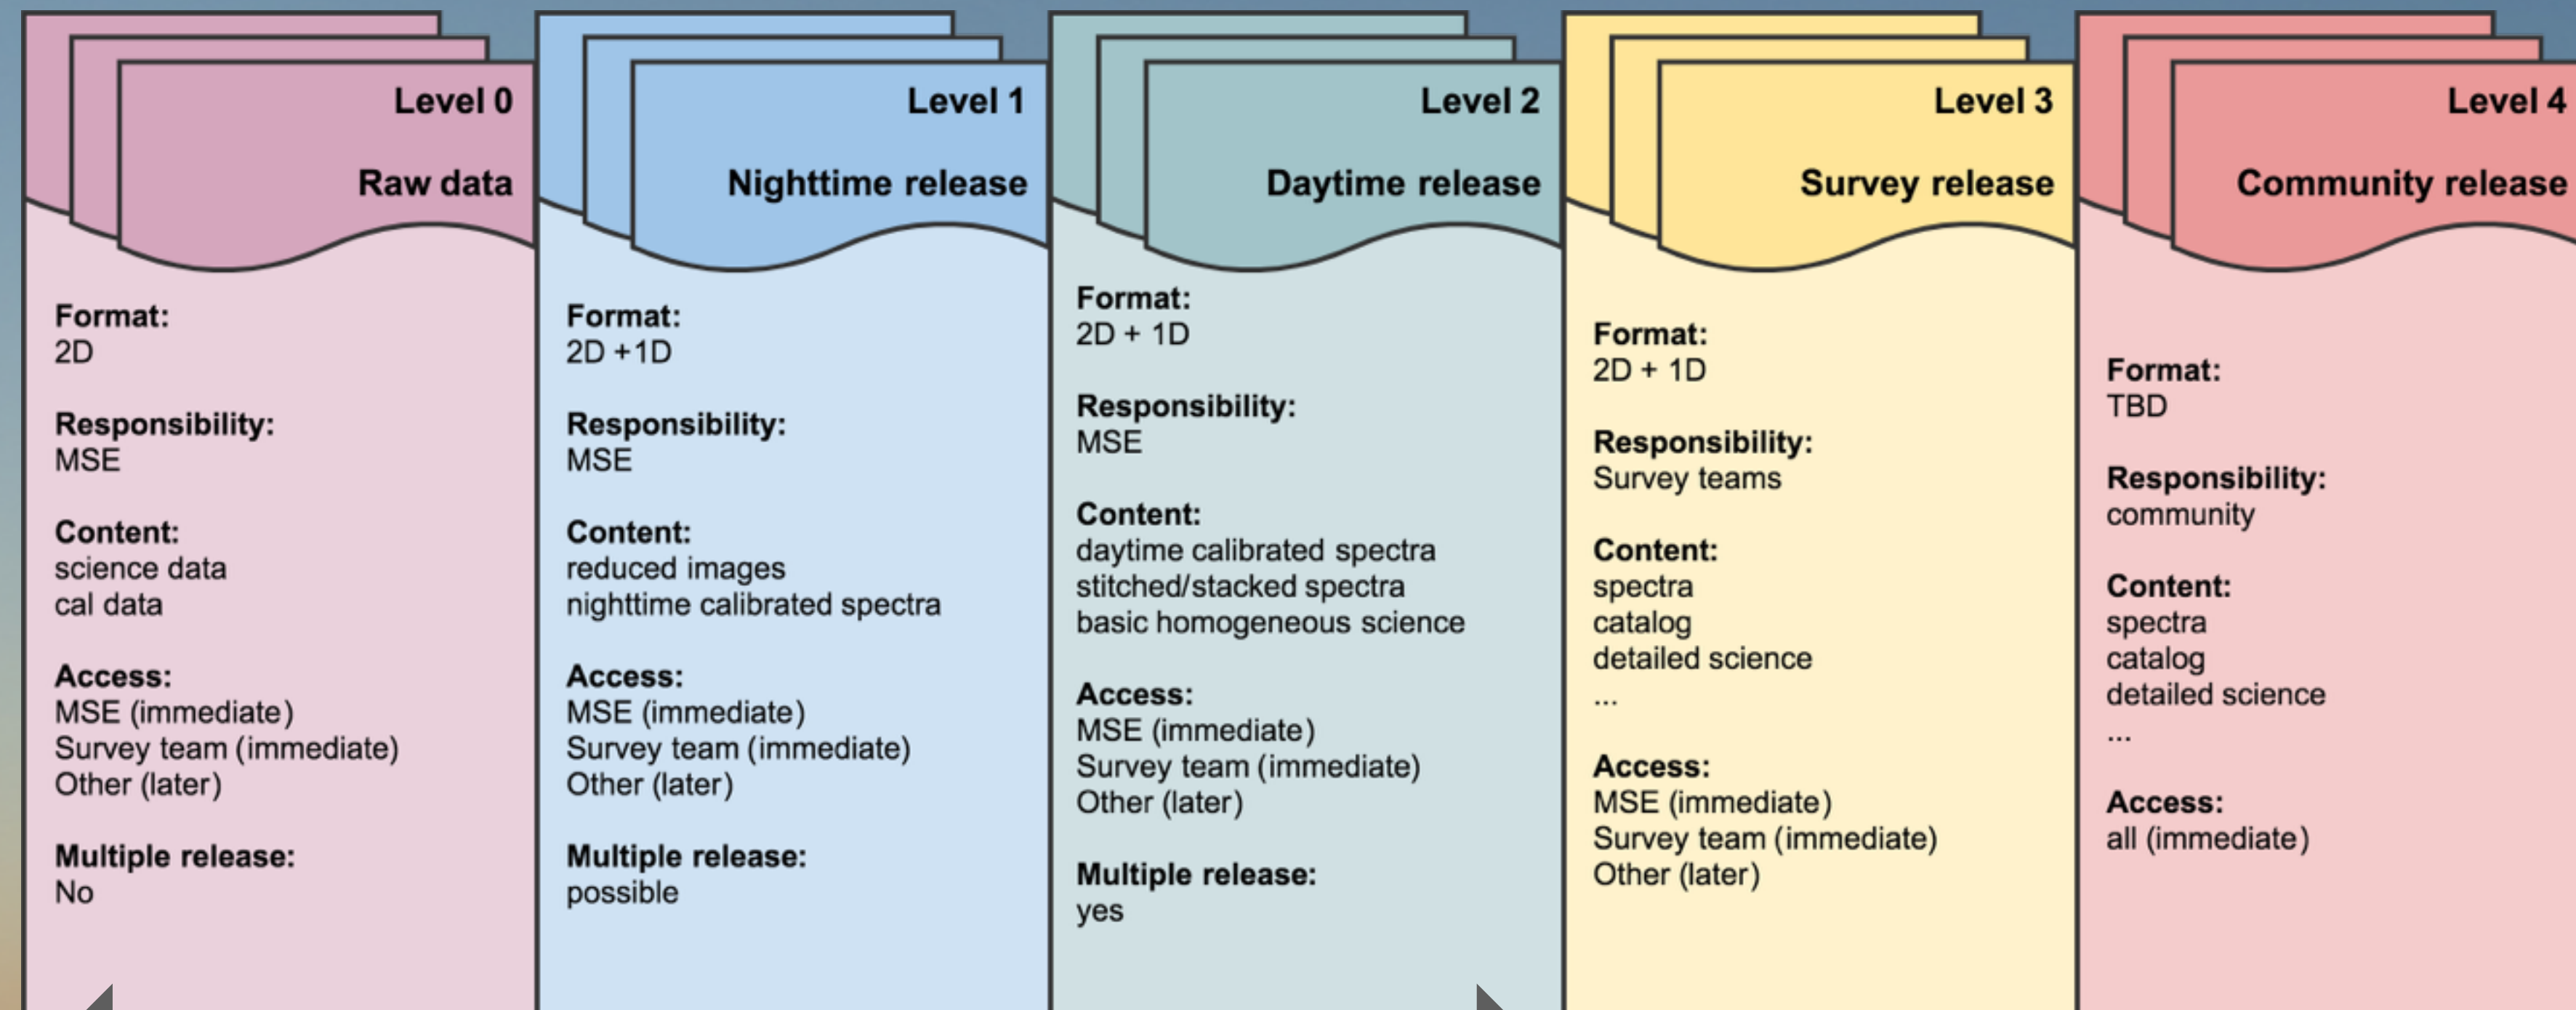 Level 0
Raw data
Format:
2D
Responsibility:
MSE
Content:
science data
cal data
Access:
MSE (immediate)
Survey team (immediate)
Other (later)
Multiple release:
No
Level 1
Nighttime release
Format:
2D +1D
Responsibility:
MSE
Content:
reduced images
nighttime calibrated spectra
Access:
MSE (immediate)
Survey team (immediate)
Other (later)
Multiple release:
possible
Level 2
Daytime release
Format:
2D + 1D
Responsibility:
MSE
Content:
daytime calibrated spectra
stitched/stacked spectra
basic homogeneous science
Access:
MSE (immediate)
Survey team (immediate)
Other (later)
Multiple release:
yes
Level 3
Survey release
Format:
2D + 1D
Responsibility:
Survey teams
Content:
spectra
catalog
detailed science
...
Access:
MSE (immediate)
Survey team (immediate)
Other (later)
Level 4
Community release
Format:
TBD
Responsibility:
community
Content:
spectra
catalog
detailed science
...
Access:
all (immediate)